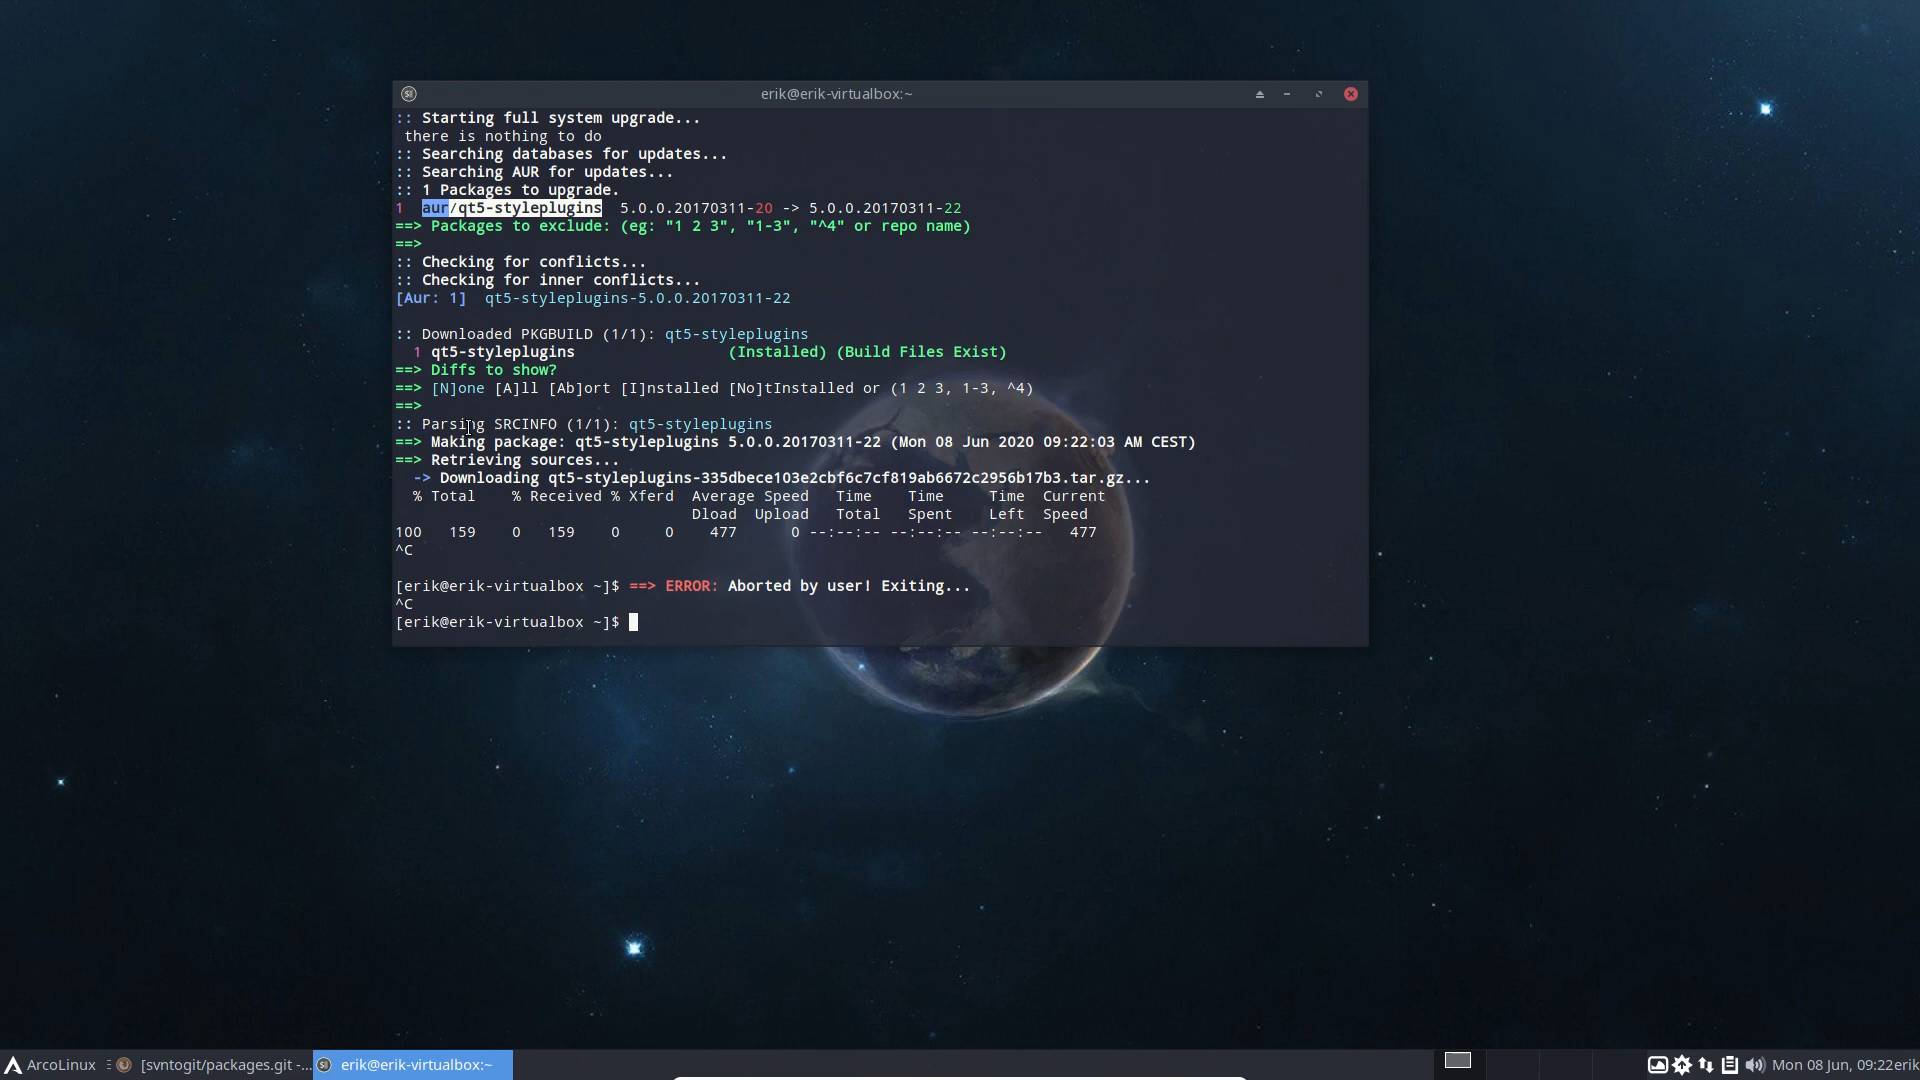 erik@erik-virtualbox:~
:: Starting full system upgrade...
there is nothing to do
:: Searching databases for updates...
:: Searching AUR for updates...
:: 1 Packages to upgrade.
1 aur/qt5-styleplugins 5.0.0.20170311-20 -> 5.0.0.20170311-22
==> Packages to exclude: (eg: "1 2 3", "1-3", "^4" or repo name)
==>
:: Checking for conflicts...
:: Checking for inner conflicts...
[Aur: 1] qt5-styleplugins-5.0.0.20170311-22
:: Downloaded PKGBUILD (1/1): qt5-styleplugins
1 qt5-styleplugins (Installed) (Build Files Exist)
==> Diffs to show?
==> [N]one [A]ll [Ab]ort [I]nstalled [No]tInstalled or (1 2 3, 1-3, ^4)
==>
:: Parsing SRCINFO (1/1): qt5-styleplugins
==> Making package: qt5-styleplugins 5.0.0.20170311-22 (Mon 08 Jun 2020 09:22:03 AM CEST)
==> Retrieving sources...
-> Downloading qt5-styleplugins-335dbece103e2cbf6c7cf819ab6672c2956b17b3.tar.gz...
% Total % Received % Xferd Average Speed Time Time Time Current
Dload Upload Total Spent Left Speed
100 159 0 159 0 0 477 0 --:--:-- --:--:-- --:--:-- 477
^C
[erik@erik-virtualbox ~]$ ==> ERROR: Aborted by user! Exiting...
^C
[erik@erik-virtualbox ~]$
ArcoLinux [svntogit/packages.git -... erik@erik-virtualbox:~ Mon 08 Jun, 09:22 erik